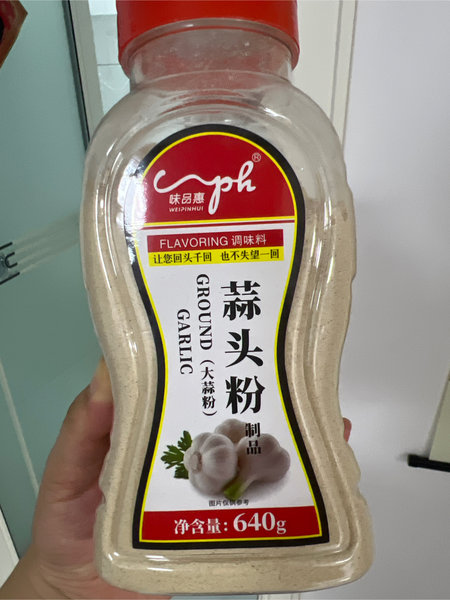 wph®
味品惠
WEIPINHUI
FLAVORING 调味料
让您回头千回 也不失望一回
蒜头粉
制品
GROUND（大蒜粉）
GARLIC
图片仅供参考
净含量：640g